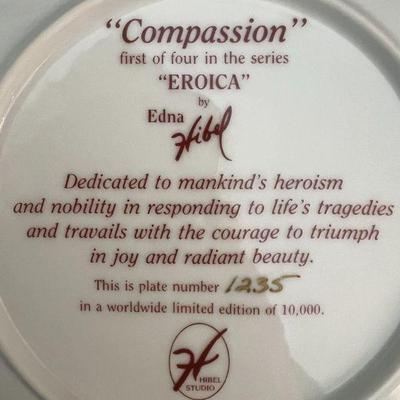 "Compassion"
first of four in the series
"EROICA"
by
Edna Hibel
Dedicated to mankind's heroism
and nobility in responding to life's tragedies
and travails with the courage to triumph
in joy and radiant beauty.
This is plate number 1235
in a worldwide limited edition of 10,000.
H
HIBEL
STUDIO